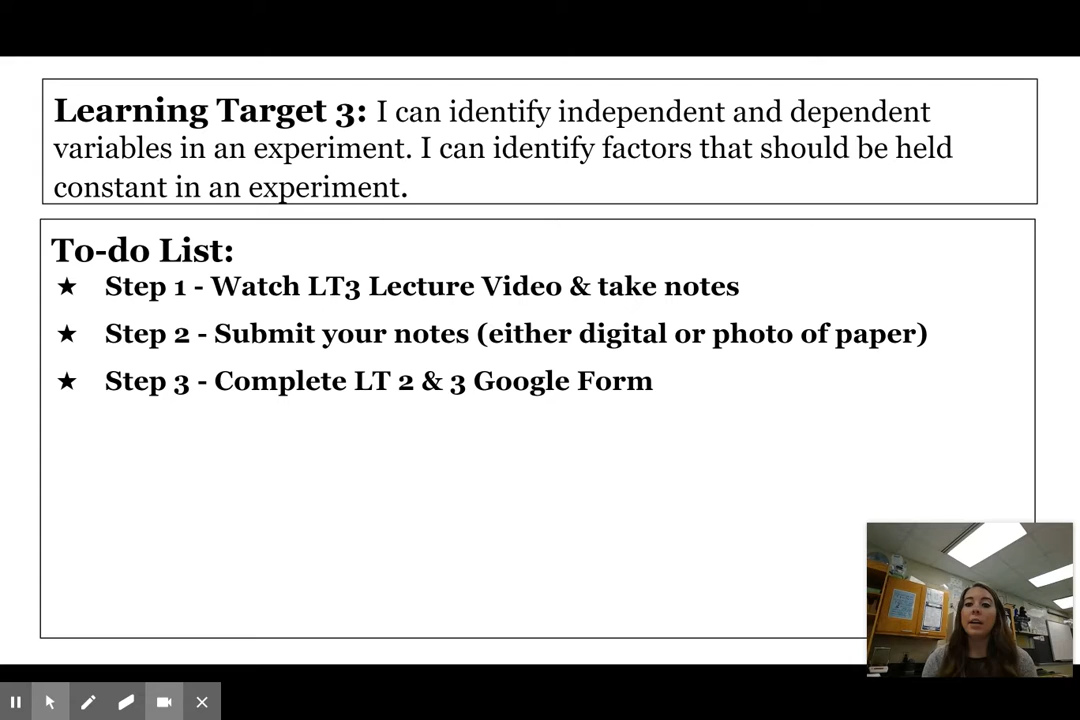 Learning Target 3: I can identify independent and dependent
variables in an experiment. I can identify factors that should be held
constant in an experiment.
To-do List:
★ Step 1 - Watch LT3 Lecture Video & take notes
★ Step 2 - Submit your notes (either digital or photo of paper)
★ Step 3 - Complete LT 2 & 3 Google Form